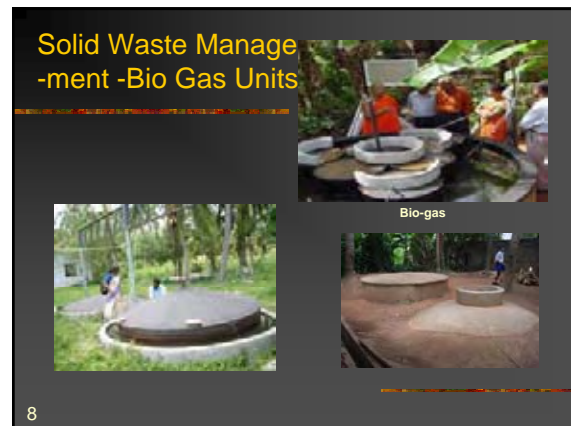 Solid Waste Manage
-ment -Bio Gas Units
Bio-gas
8